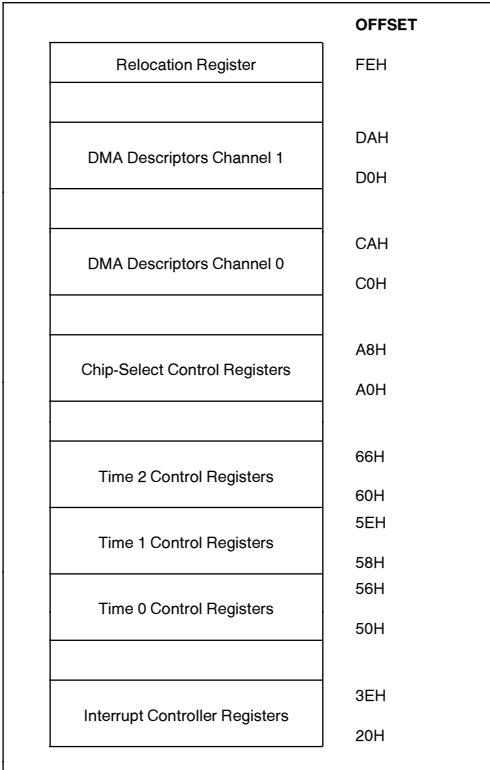 OFFSET
Relocation Register FEH
DAH
DMA Descriptors Channel 1
D0H
CAH
DMA Descriptors Channel 0
C0H
A8H
Chip-Select Control Registers
A0H
66H
Time 2 Control Registers
60H
5EH
Time 1 Control Registers
58H
56H
Time 0 Control Registers
50H
3EH
Interrupt Controller Registers
20H